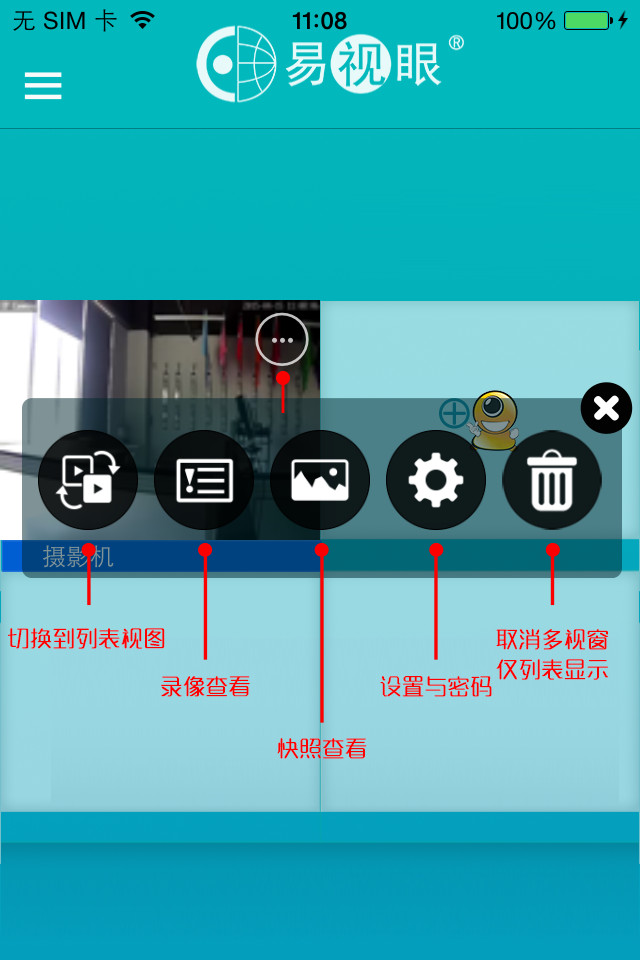 无 SIM 卡
11:08
100%
易视眼®
摄影机
切换到列表视图
录像查看
快照查看
设置与密码
取消多视窗
仅列表显示